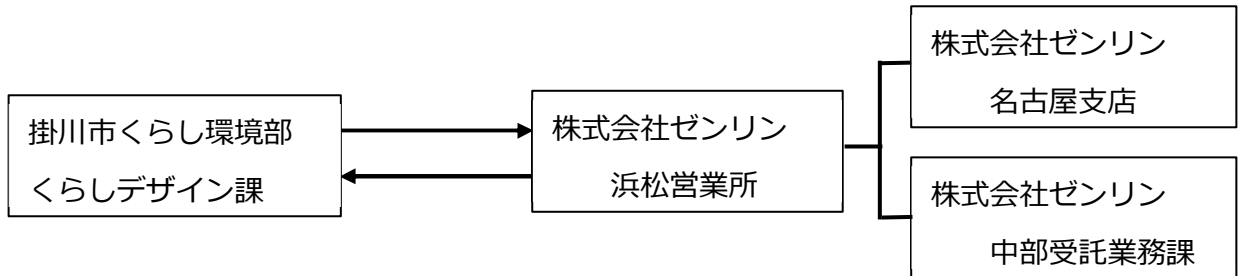 掛川市くらし環境部
くらしデザイン課
株式会社ゼンリン
浜松営業所
株式会社ゼンリン
名古屋支店
株式会社ゼンリン
中部受託業務課